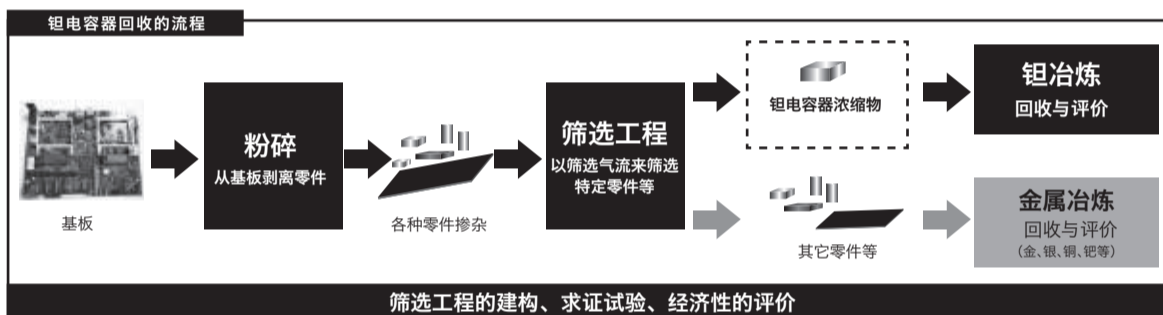 钽电容器回收的流程
基板
粉碎
从基板剥离零件
各种零件掺杂
筛选工程
以筛选气流来筛选
特定零件等
钽电容器浓缩物
钽冶炼
回收与评价
其它零件等
金属冶炼
回收与评价
(金、银、铜、钯等)
筛选工程的建构、求证试验、经济性的评价